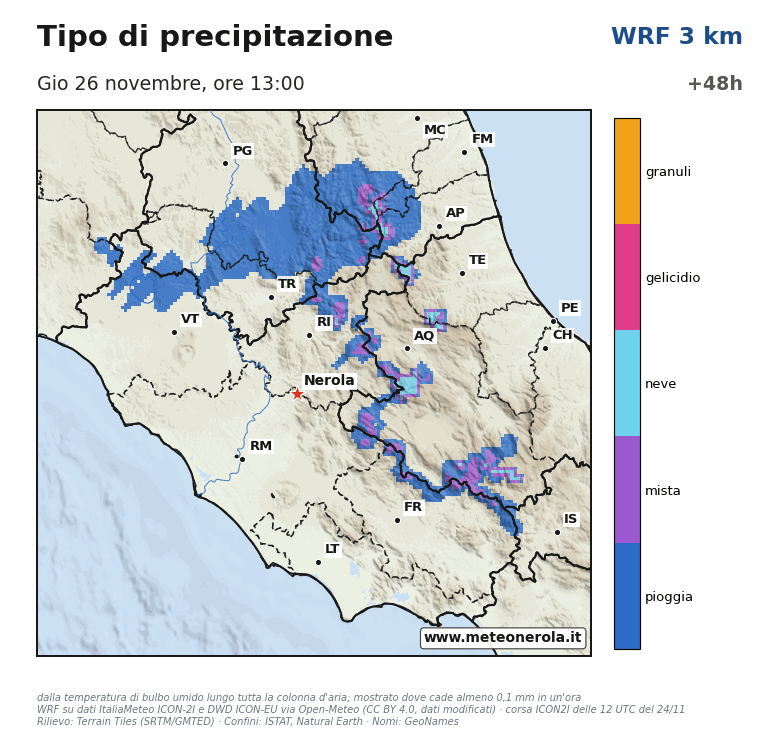 Tipo di precipitazione
WRF 3 km
Gio 26 novembre, ore 13:00
+48h
MC
FM
PG
AP
TE
TR
PE
VT
RI
AQ
CH
Nerola
RM
FR
IS
LT
www.meteonerola.it
granuli
gelicidio
neve
mista
pioggia
dalla temperatura di bulbo umido lungo tutta la colonna d'aria; mostrato dove cade almeno 0,1 mm in un'ora
WRF su dati ItaliaMeteo ICON-2I e DWD ICON-EU via Open-Meteo (CC BY 4.0, dati modificati) · corsa ICON2I delle 12 UTC del 24/11
Rilievo: Terrain Tiles (SRTM/GMTED) · Confini: ISTAT, Natural Earth · Nomi: GeoNames